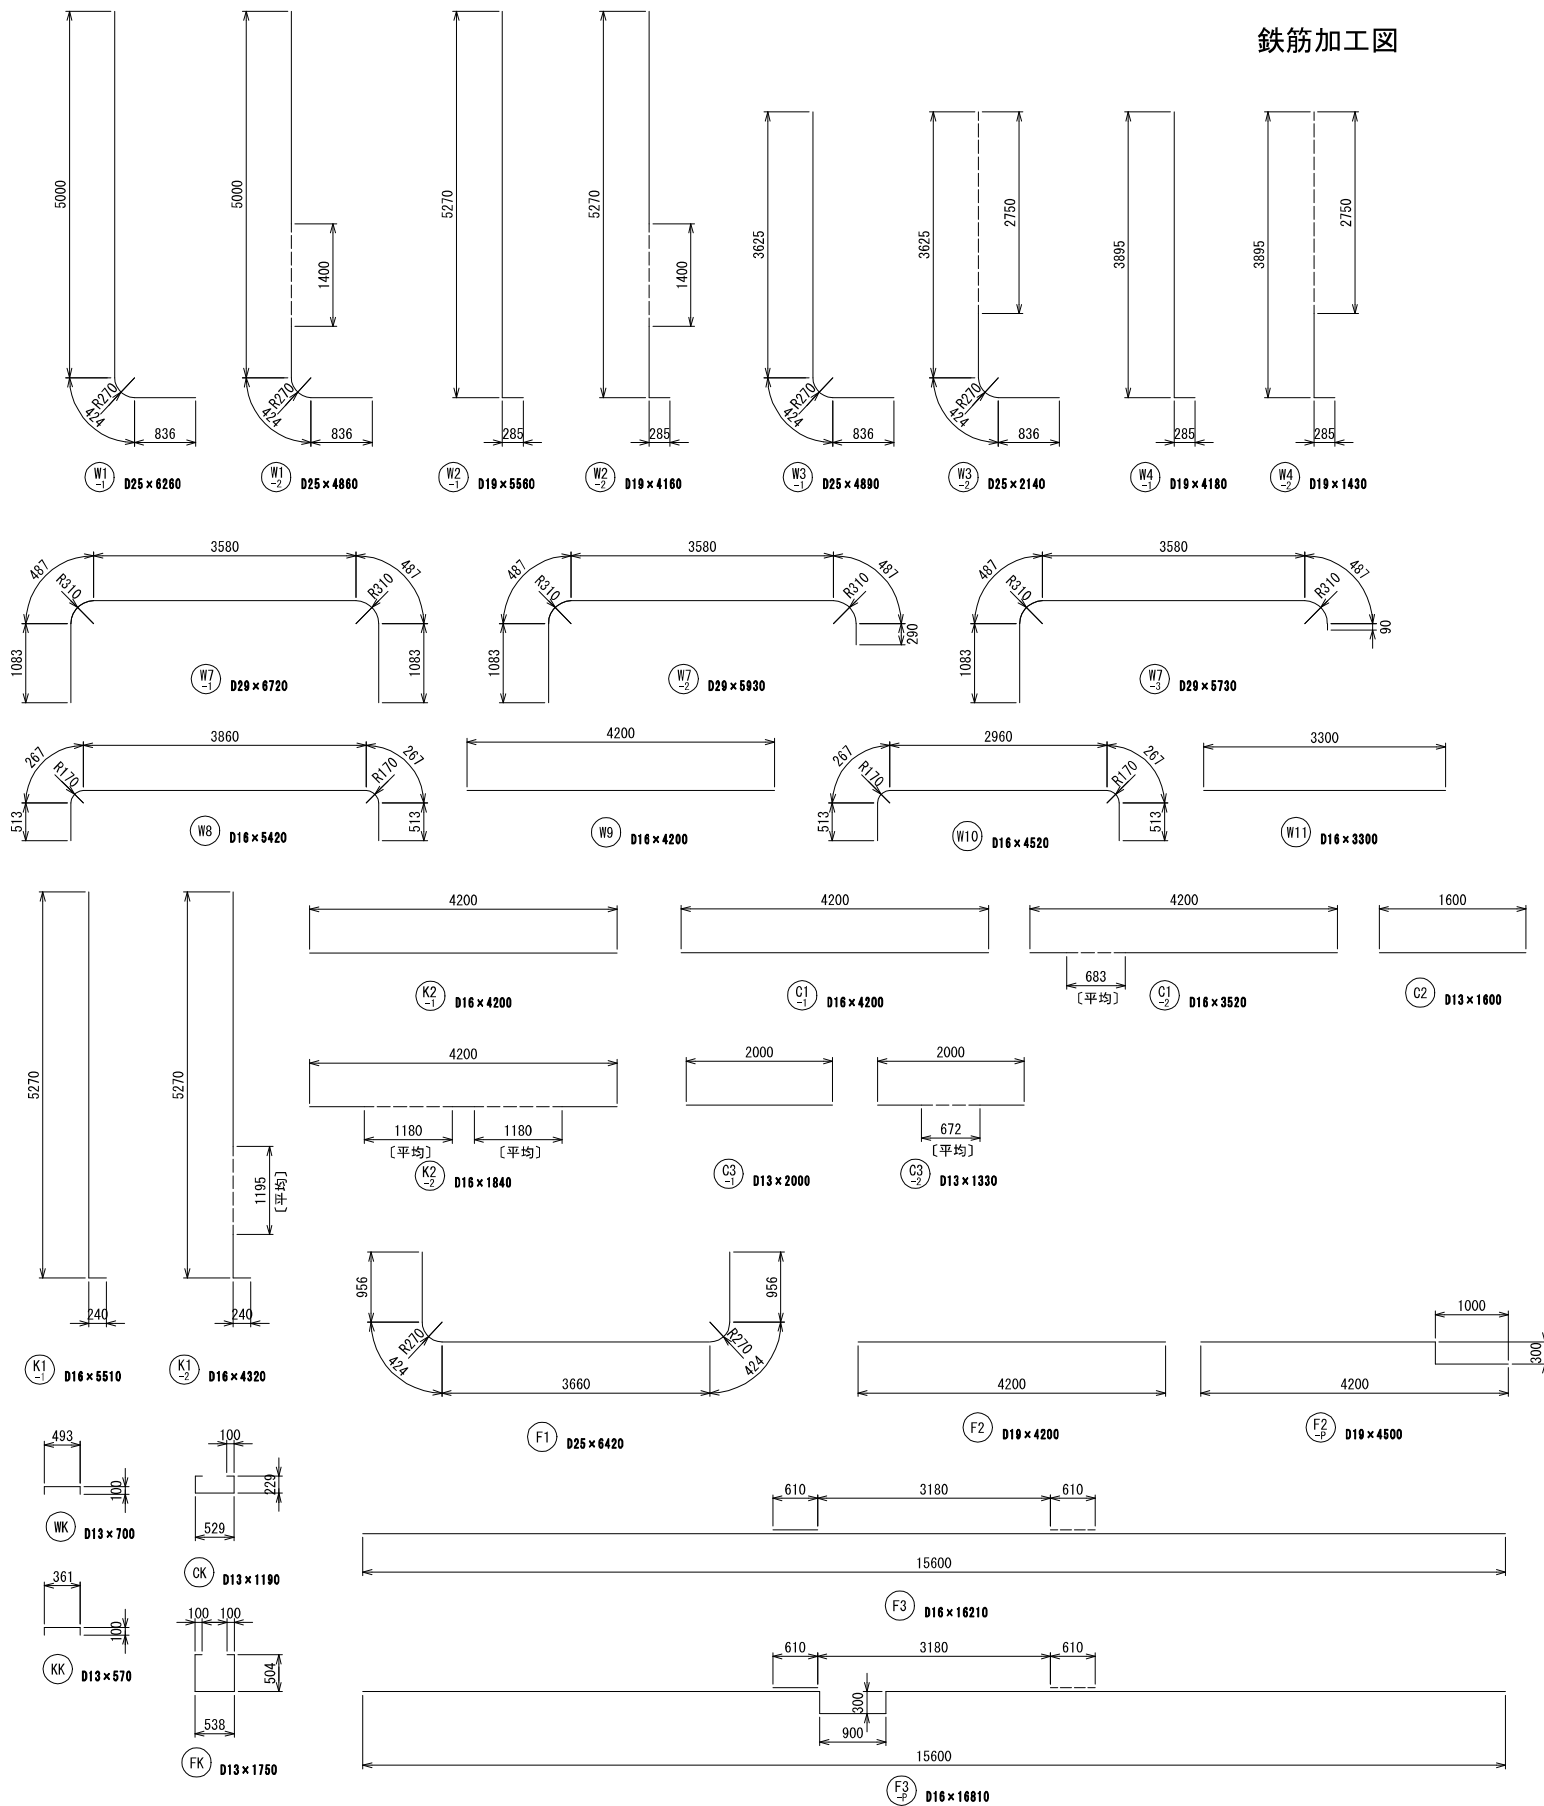 鉄筋加工図
5000
R270
424
836
W1
-1
D25×6260
5000
1400
R270
424
836
W1
-2
D25×4860
5270
285
W2
-1
D19×5560
5270
1400
285
W2
-2
D19×4160
3625
R270
424
836
W3
-1
D25×4890
3625
2750
R270
424
836
W3
-2
D25×2140
3895
285
W4
-1
D19×4180
3895
2750
285
W4
-2
D19×1430
487
3580
487
R310
R310
1083
1083
W7
-1
D29×6720
487
3580
487
R310
R310
1083
290
W7
-2
D29×5930
487
3580
487
R310
R310
1083
90
W7
-3
D29×5730
267
3860
267
R170
R170
513
513
W8
D16×5420
4200
W9
D16×4200
267
2960
267
R170
R170
513
513
W10
D16×4520
3300
W11
D16×3300
5270
240
K1
-1
D16×5510
5270
1195
〔平均〕
240
K1
-2
D16×4320
4200
K2
-1
D16×4200
4200
C1
-1
D16×4200
4200
683
〔平均〕
C1
-2
D16×3520
1600
C2
D13×1600
4200
1180
〔平均〕
1180
〔平均〕
K2
-2
D16×1840
2000
C3
-1
D13×2000
2000
672
〔平均〕
C3
-2
D13×1330
956
956
R270
R270
424
3660
424
F1
D25×6420
4200
F2
D19×4200
1000
300
4200
F2
-P
D19×4500
493
100
WK
D13×700
100
229
529
CK
D13×1190
361
100
KK
D13×570
100
100
504
538
FK
D13×1750
610
3180
610
15600
F3
D16×16210
610
3180
610
300
900
15600
F3
-P
D16×16810